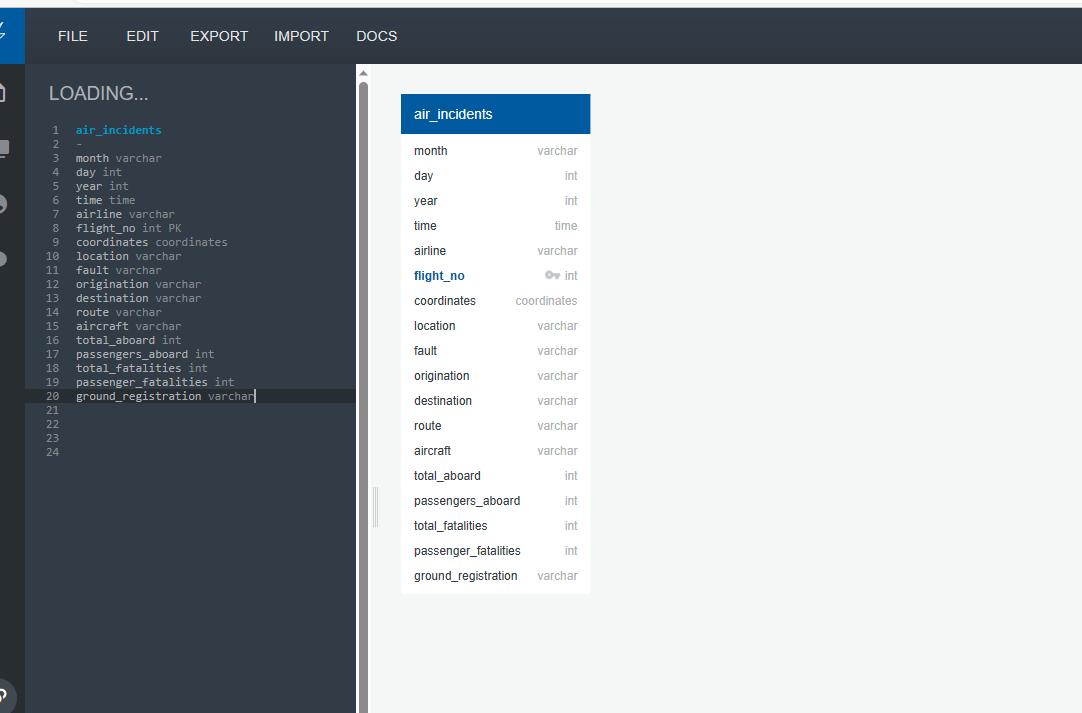 FILE EDIT EXPORT IMPORT DOCS
LOADING...
1 air_incidents
2 -
3 month varchar
4 day int
5 year int
6 time time
7 airline varchar
8 flight_no int PK
9 coordinates coordinates
10 location varchar
11 fault varchar
12 origination varchar
13 destination varchar
14 route varchar
15 aircraft varchar
16 total_aboard int
17 passengers_aboard int
18 total_fatalities int
19 passenger_fatalities int
20 ground_registration varchar
21
22
23
24
air_incidents
month varchar
day int
year int
time time
airline varchar
flight_no int
coordinates coordinates
location varchar
fault varchar
origination varchar
destination varchar
route varchar
aircraft varchar
total_aboard int
passengers_aboard int
total_fatalities int
passenger_fatalities int
ground_registration varchar